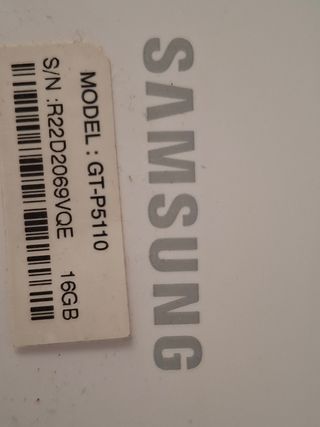 SAMSUNG
MODEL : GT-P5110
S/N :R22D2069VQE 16GB